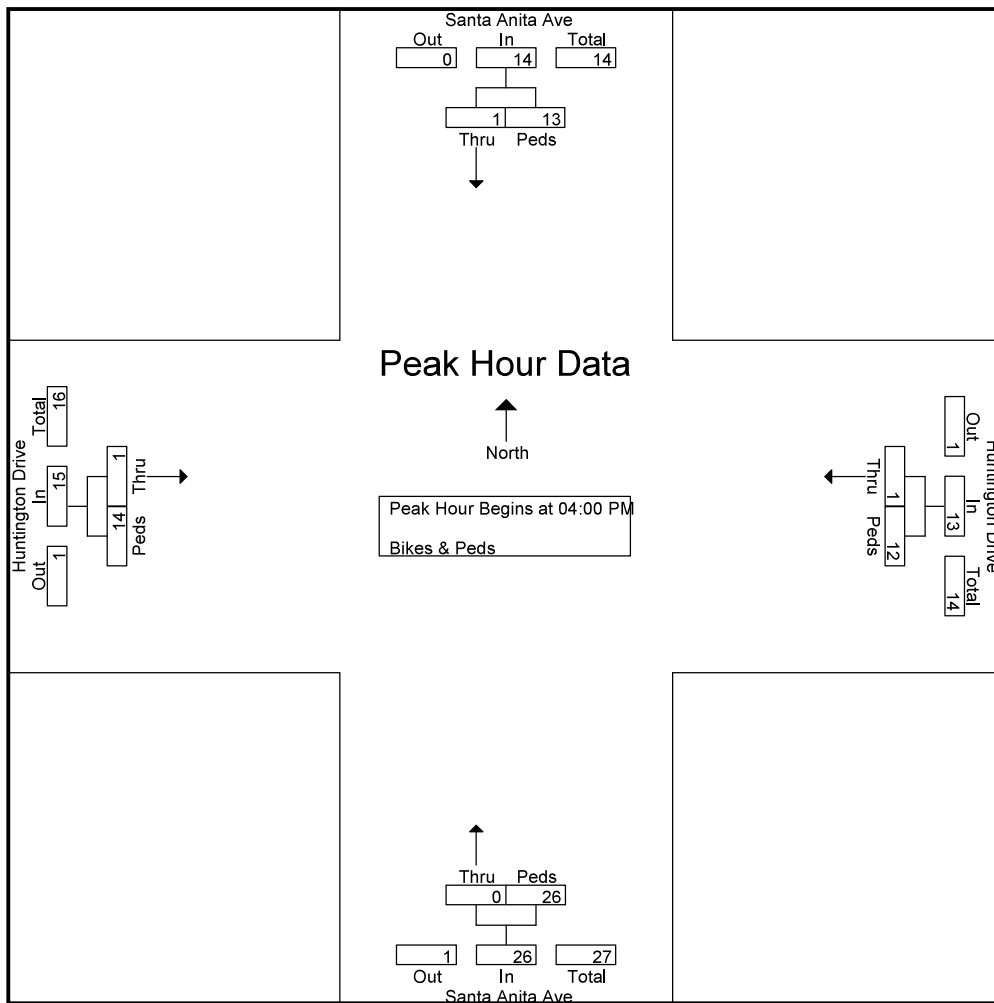 Santa Anita Ave
Out In Total
0 14 14
1 13
Thru Peds
Peak Hour Data
North
Peak Hour Begins at 04:00 PM
Bikes & Peds
Huntington Drive
Out In Total
1 15 16
14 1
Peds Thru
Huntington Drive
Out In Total
1 13 14
1 12
Thru Peds
Thru Peds
0 26
1 26 27
Out In Total
Santa Anita Ave